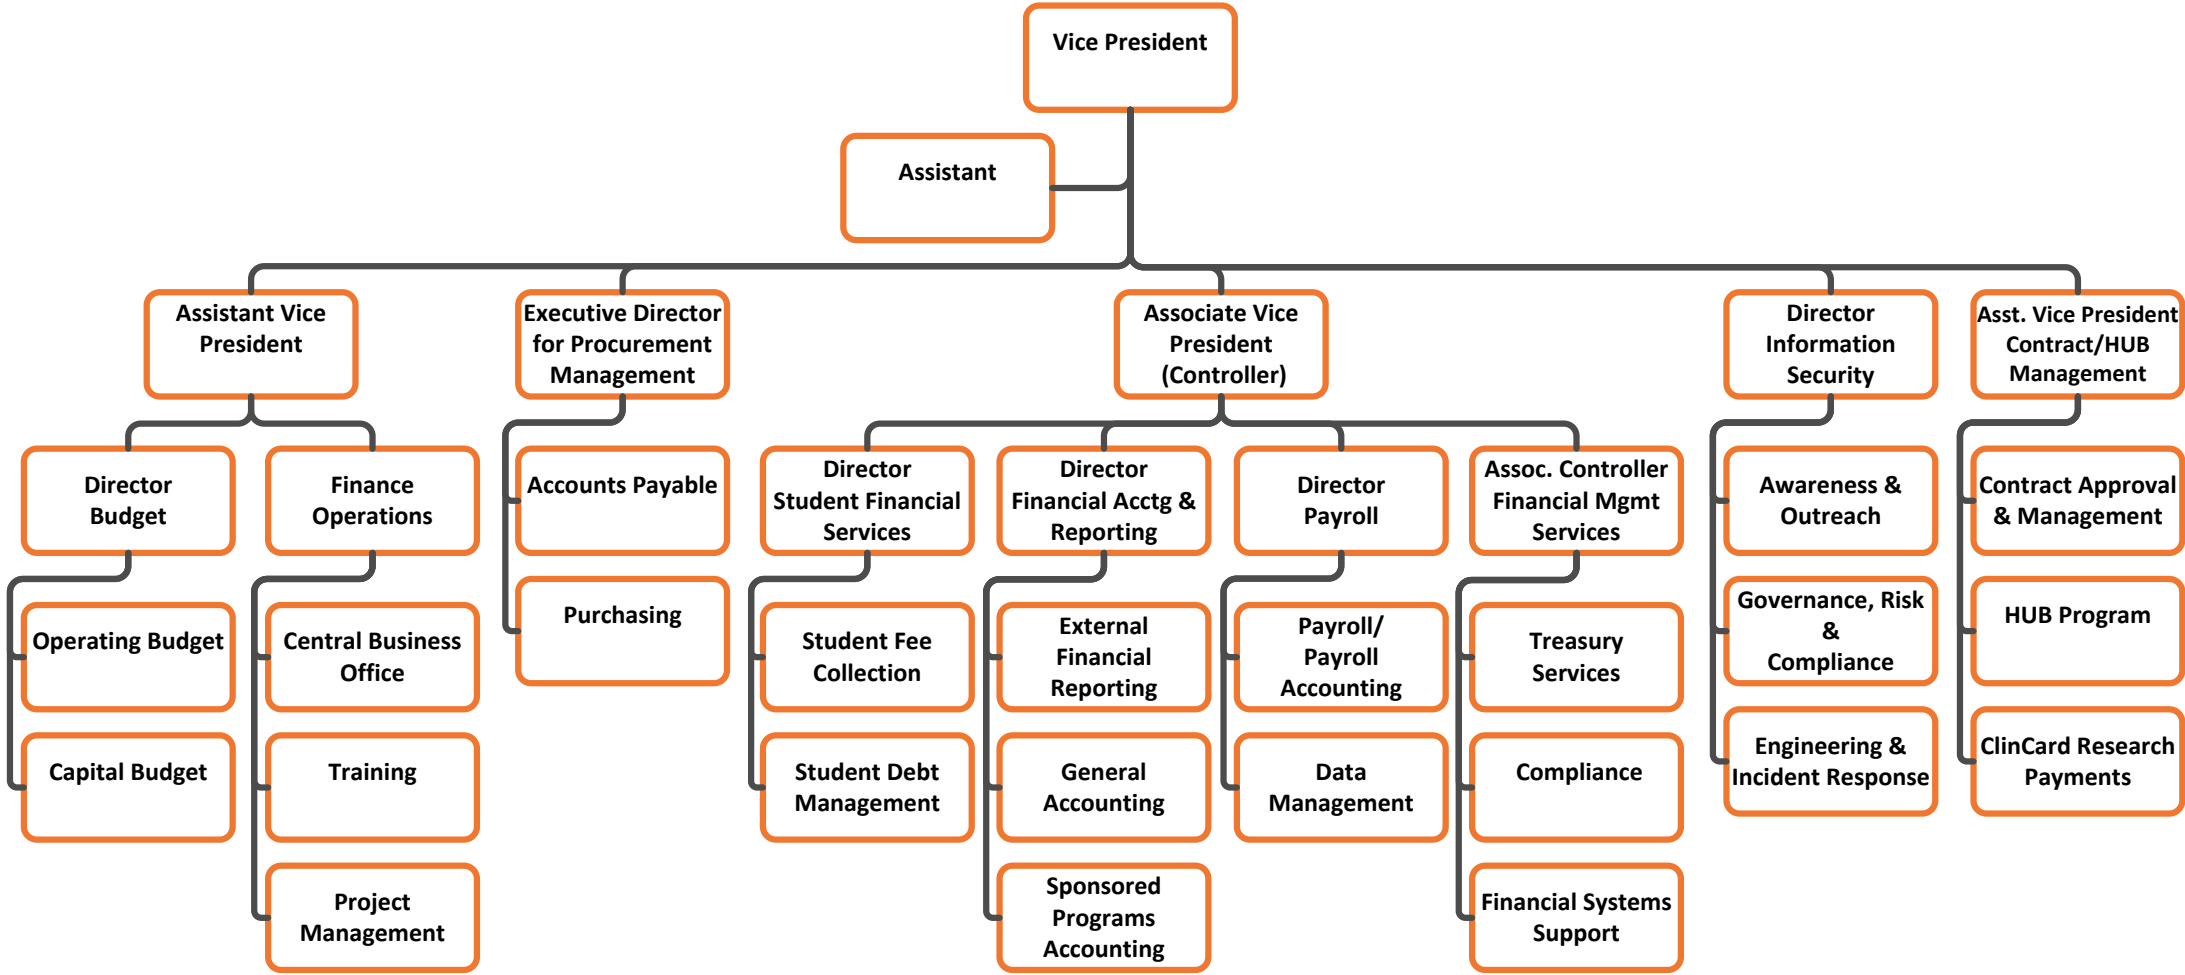 Vice President
Assistant
Assistant Vice
President
Executive Director
for Procurement
Management
Associate Vice
President
(Controller)
Director
Information
Security
Asst. Vice President
Contract/HUB
Management
Director
Budget
Finance
Operations
Accounts Payable
Director
Student Financial
Services
Director
Financial Acctg &
Reporting
Director
Payroll
Assoc. Controller
Financial Mgmt
Services
Awareness &
Outreach
Contract Approval
& Management
Operating Budget
Central Business
Office
Purchasing
Student Fee
Collection
External
Financial
Reporting
Payroll/
Payroll
Accounting
Treasury
Services
Governance, Risk
&
Compliance
HUB Program
Capital Budget
Training
Student Debt
Management
General
Accounting
Data
Management
Compliance
Engineering &
Incident Response
ClinCard Research
Payments
Project
Management
Sponsored
Programs
Accounting
Financial Systems
Support